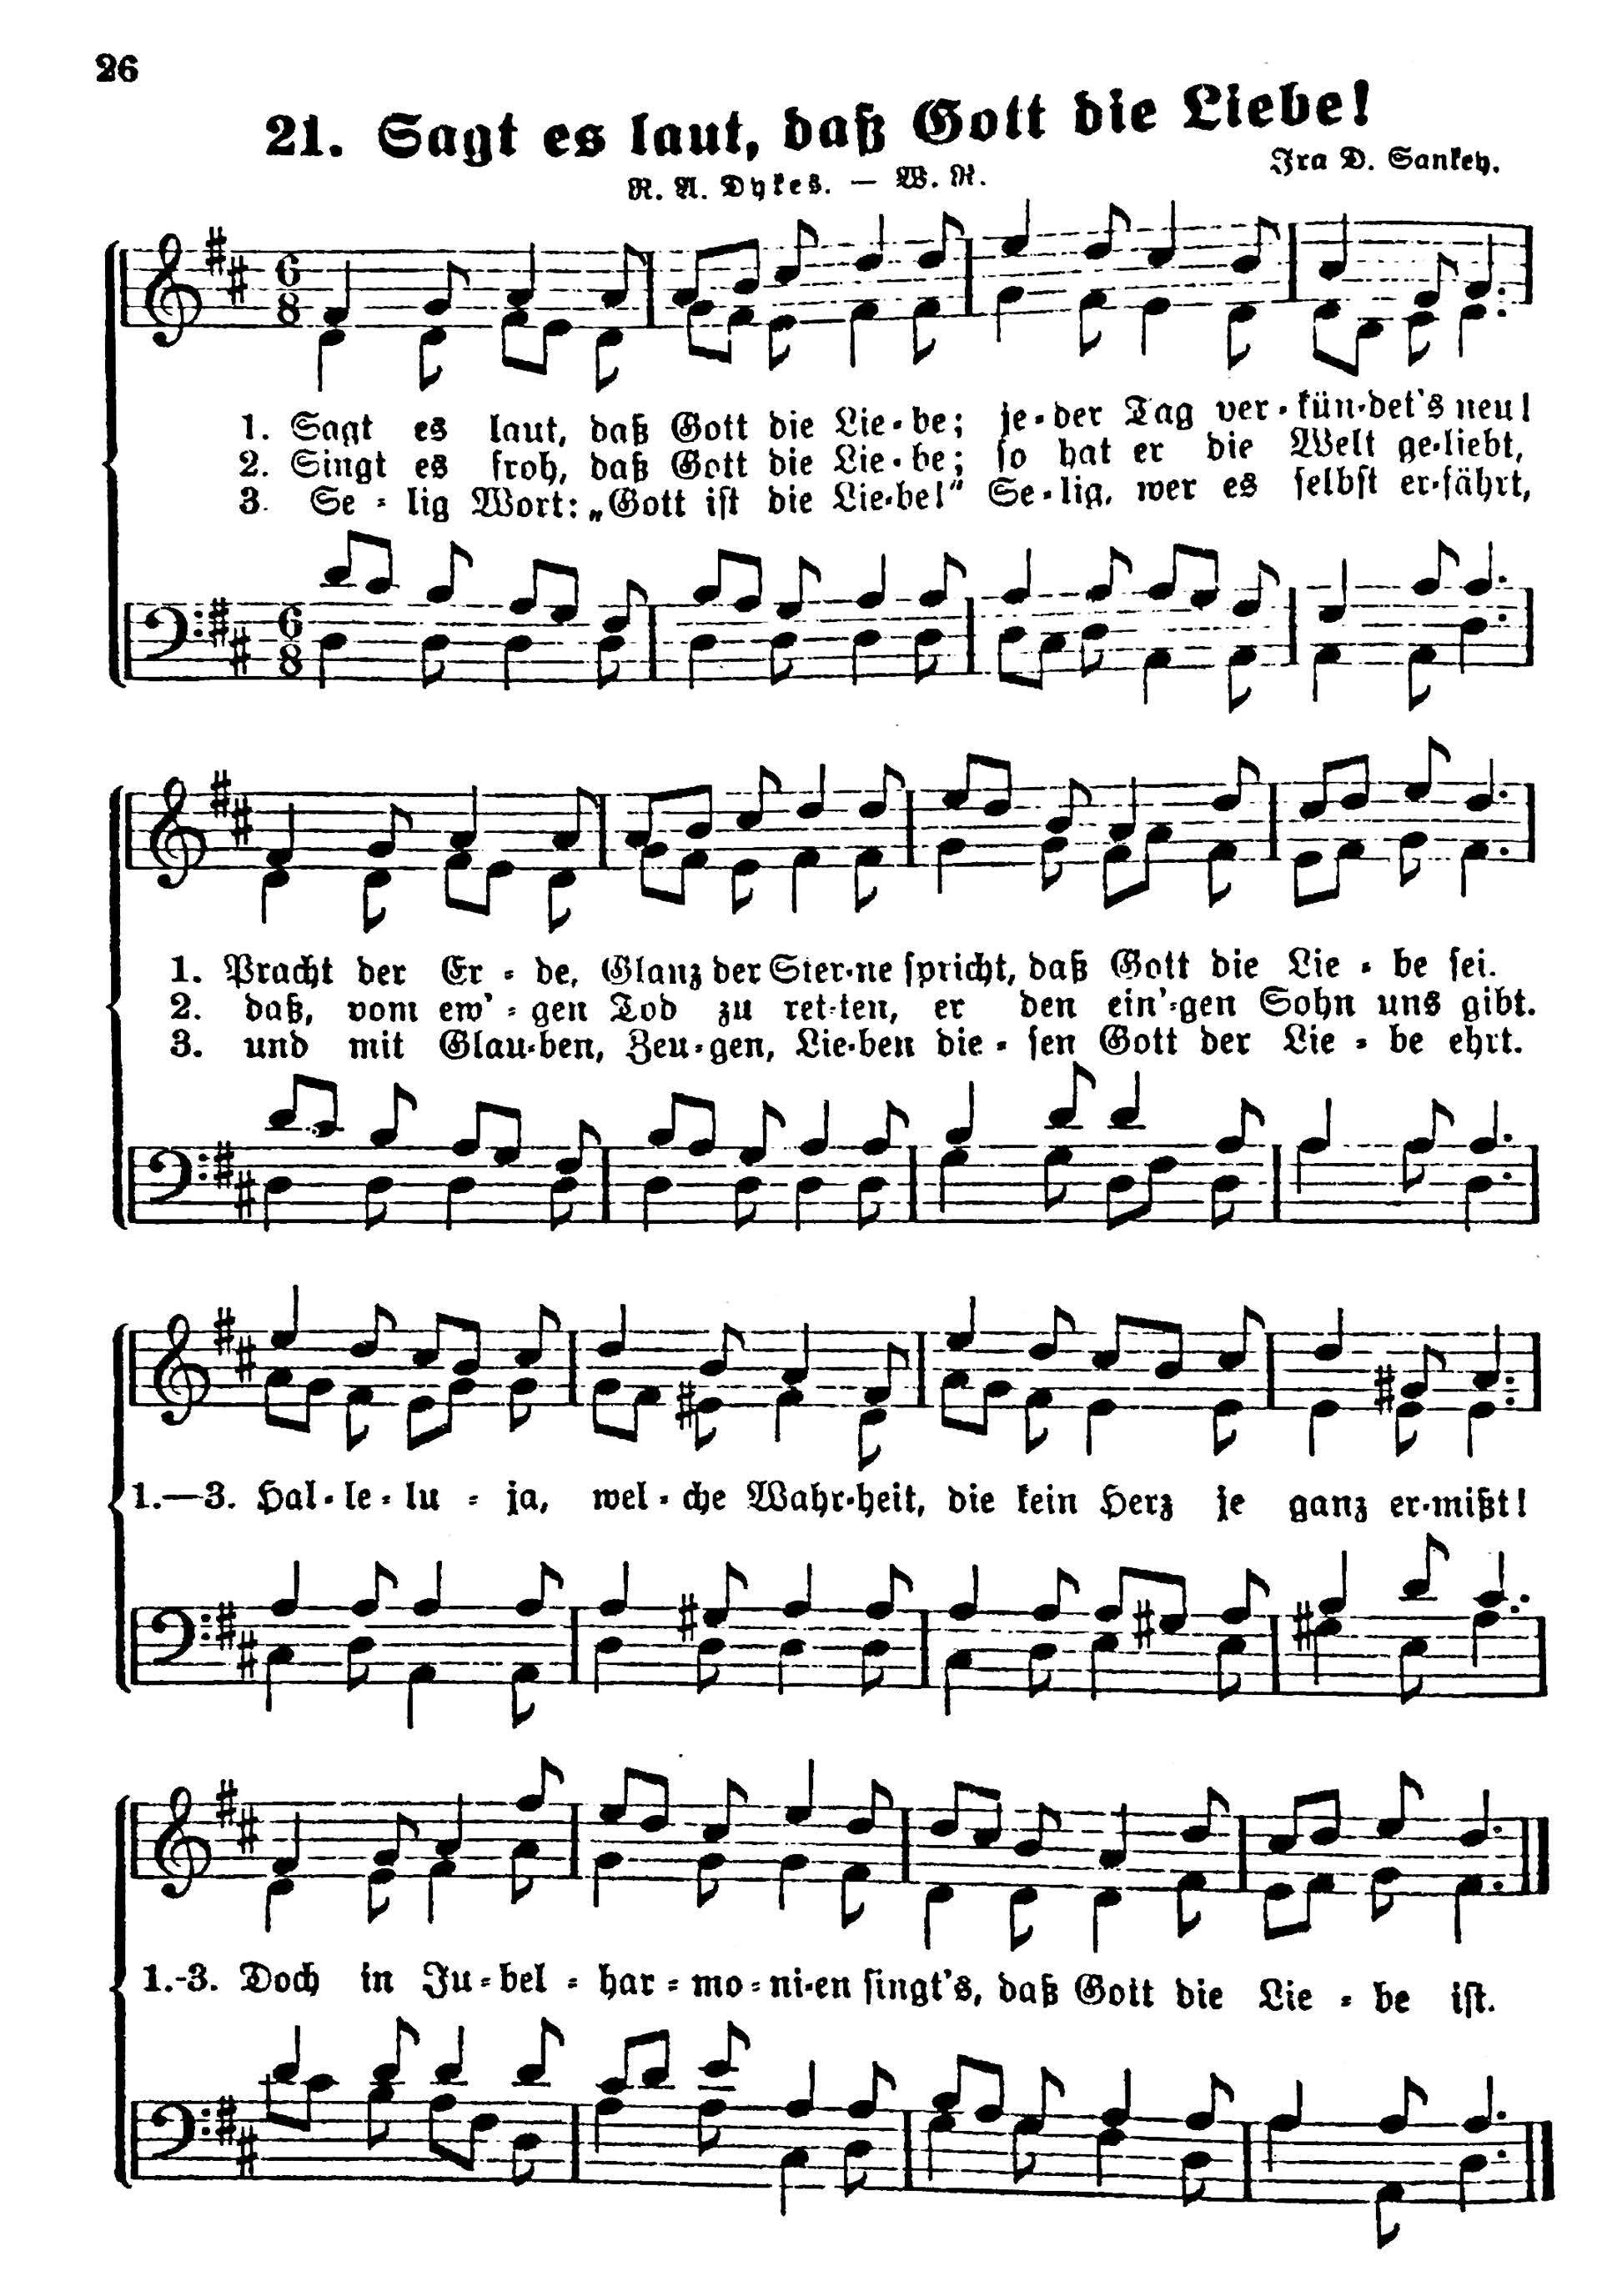 26
21. Sagt es laut, daß Gott die Liebe!
R. A. Dykes. — W. R.
Ira D. Sankey.
6
8
1. Sagt es laut, daß Gott die Lie-be; je-der Tag ver-kün-det's neu!
2. Singt es froh, daß Gott die Lie-be; so hat er die Welt ge-liebt,
3. Se-lig Wort: „Gott ist die Lie-be!“ Se-lig, wer es selbst er-fährt,
6
8
1. Pracht der Er-de, Glanz der Ster-ne spricht, daß Gott die Lie-be sei.
2. daß, vom ew'-gen Tod zu ret-ten, er den ein'-gen Sohn uns gibt.
3. und mit Glau-ben, Zeu-gen, Lie-ben die-sen Gott der Lie-be ehrt.
1.—3. Hal-le-lu-ja, wel-che Wahr-heit, die kein Herz je ganz er-mißt!
1.-3. Doch in Ju-bel-har-mo-ni-en singt's, daß Gott die Lie-be ist.